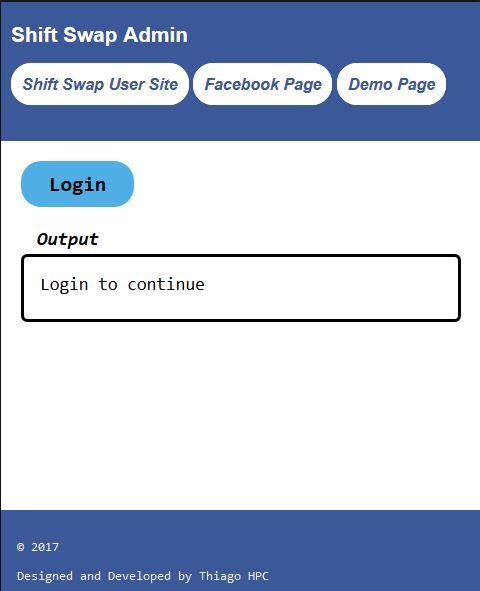 Shift Swap Admin
Shift Swap User Site Facebook Page Demo Page
Login
Output
Login to continue
© 2017
Designed and Developed by Thiago HPC